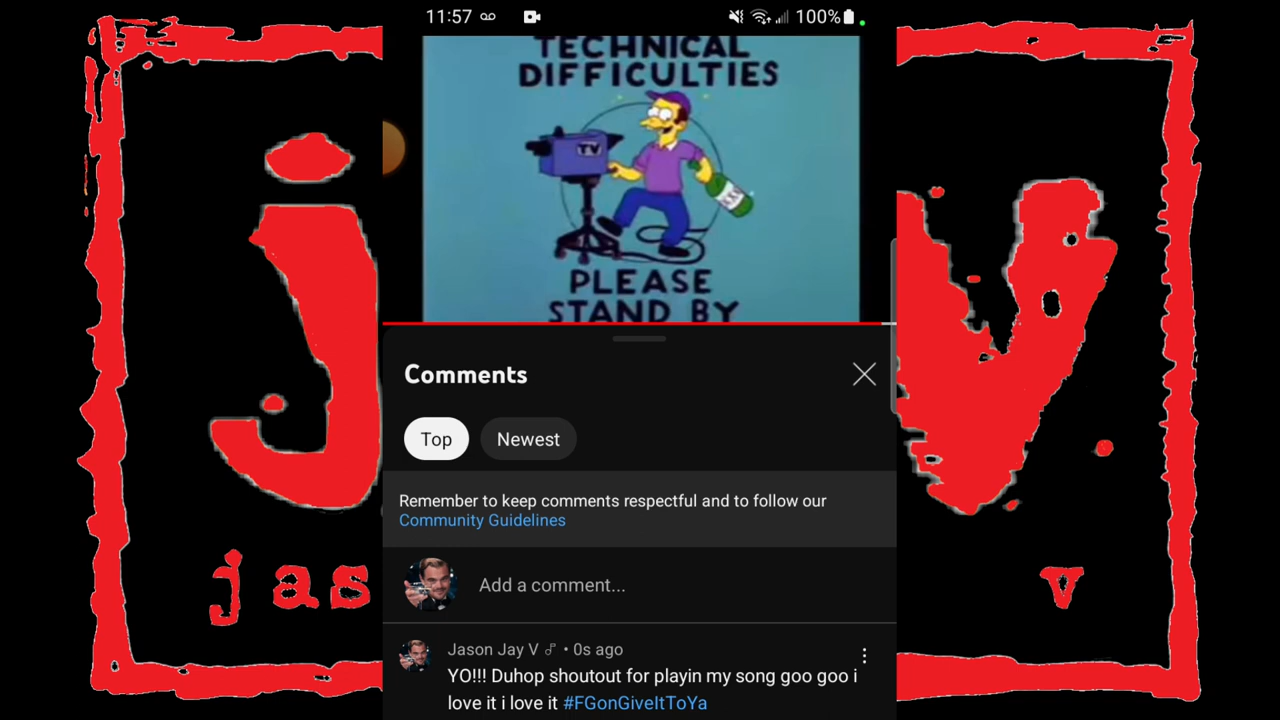 11:57
100%
TECHNICAL
DIFFICULTIES
TV
PLEASE
STAND BY
Comments
Top
Newest
Remember to keep comments respectful and to follow our
Community Guidelines
Add a comment...
Jason Jay V • 0s ago
YO!!! Duhop shoutout for playin my song goo goo i
love it i love it #FGonGiveItToYa
j
v
jas
v